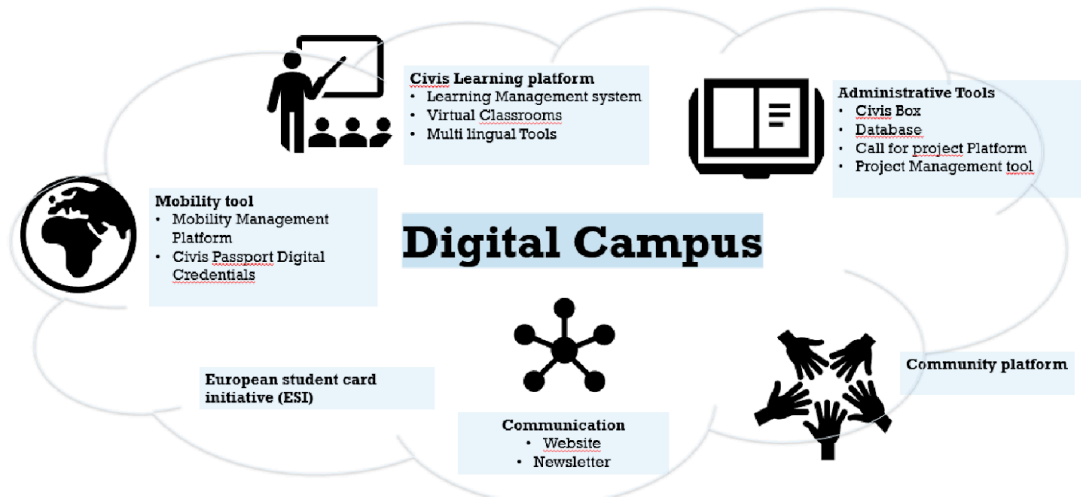 Civis Learning platform
• Learning Management system
• Virtual Classrooms
• Multi lingual Tools
Administrative Tools
• Civis Box
• Database
• Call for project Platform
• Project Management tool
Mobility tool
• Mobility Management
Platform
• Civis Passport Digital
Credentials
Digital Campus
European student card
initiative (ESI)
Communication
• Website
• Newsletter
Community platform